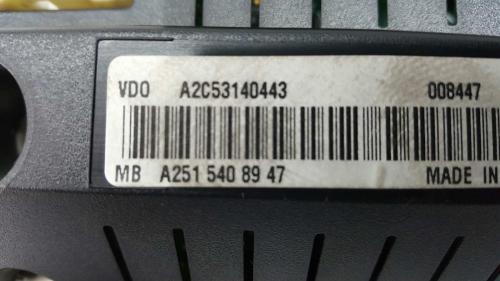 VDO A2C53140443 008447
MB A251 540 89 47 MADE IN